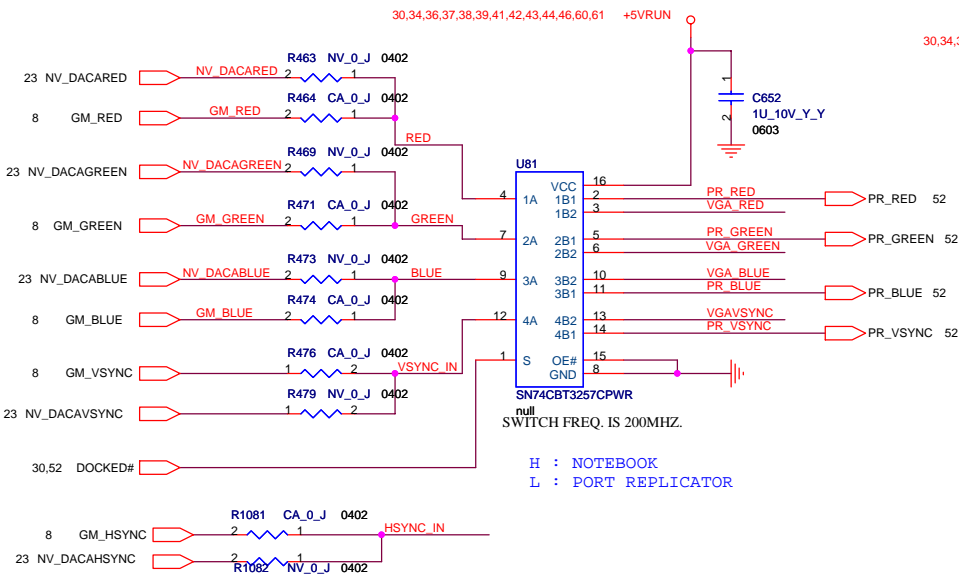 30,34,36,37,38,39,41,42,43,44,46,60,61 +5VRUN
30,34,3
R463 NV_0_J 0402
23 NV_DACARED NV_DACARED 2 1
R464 CA_0_J 0402
8 GM_RED GM_RED 2 1
RED
1
C652
1U_10V_Y_Y
2
0603
R469 NV_0_J 0402
23 NV_DACAGREEN NV_DACAGREEN 2 1
R471 CA_0_J 0402
8 GM_GREEN GM_GREEN 2 1
GREEN
R473 NV_0_J 0402
23 NV_DACABLUE NV_DACABLUE 2 1
BLUE
R474 CA_0_J 0402
8 GM_BLUE GM_BLUE 2 1
R476 CA_0_J 0402
8 GM_VSYNC 1 2
VSYNC_IN
R479 NV_0_J 0402
23 NV_DACAVSYNC 1 2
30,52 DOCKED#
U81
VCC 16
4 1A 1B1 2 PR_RED PR_RED 52
1B2 3 VGA_RED
7 2A 2B1 5 PR_GREEN PR_GREEN 52
2B2 6 VGA_GREEN
9 3A 3B2 10 VGA_BLUE
3B1 11 PR_BLUE PR_BLUE 52
12 4A 4B2 13 VGAVSYNC
4B1 14 PR_VSYNC PR_VSYNC 52
1 S OE# 15
GND 8
SN74CBT3257CPWR
null
SWITCH FREQ. IS 200MHZ.
H : NOTEBOOK
L : PORT REPLICATOR
R1081 CA_0_J 0402
8 GM_HSYNC 2 1
HSYNC_IN
23 NV_DACAHSYNC 2 1
R1082 NV_0_J 0402